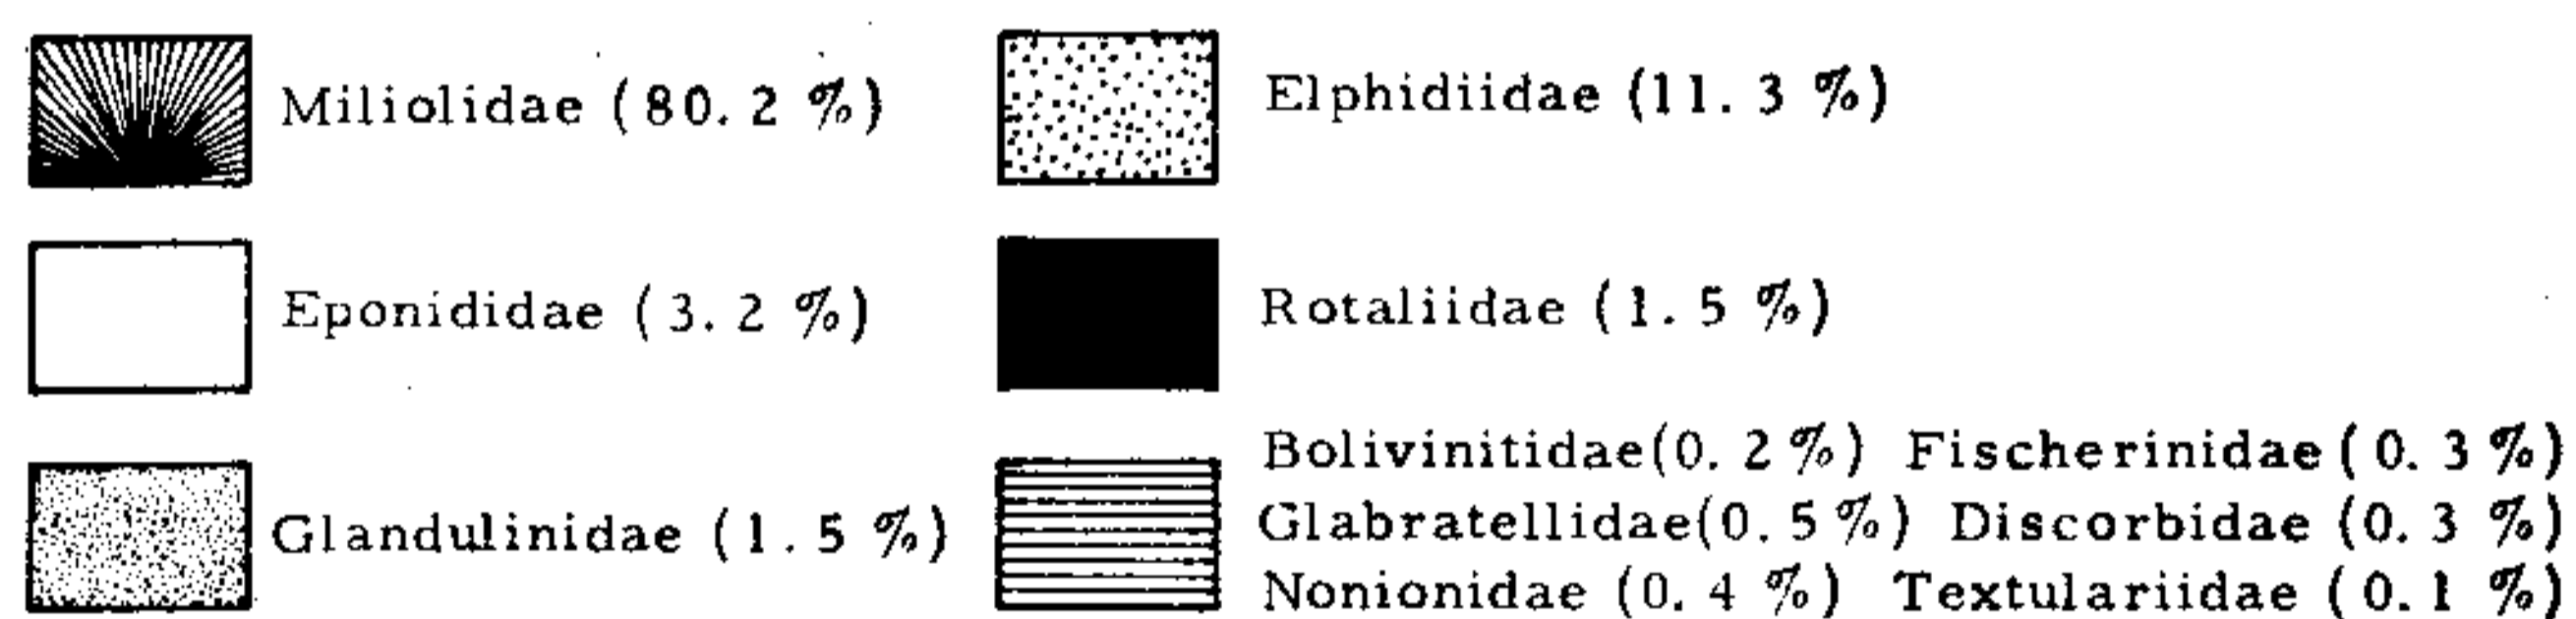 Miliolidae (80.2 %)
Elphidiidae (11.3 %)
Eponididae (3.2 %)
Rotaliidae (1.5 %)
Glandulinidae (1.5 %)
Bolivinitidae(0.2%) Fischerinidae (0.3%)
Glabratellidae(0.5%) Discorbidae (0.3 %)
Nonionidae (0.4 %) Textulariidae (0.1 %)